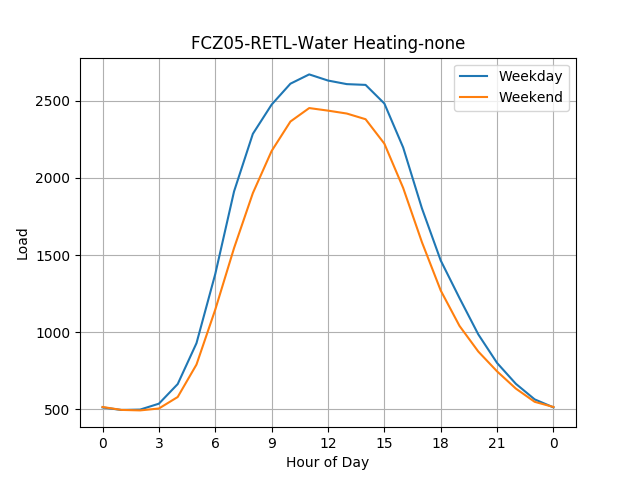 FCZ05-RETL-Water Heating-none
Weekday
Weekend
2500
2000
1500
1000
500
Load
0 3 6 9 12 15 18 21 0
Hour of Day